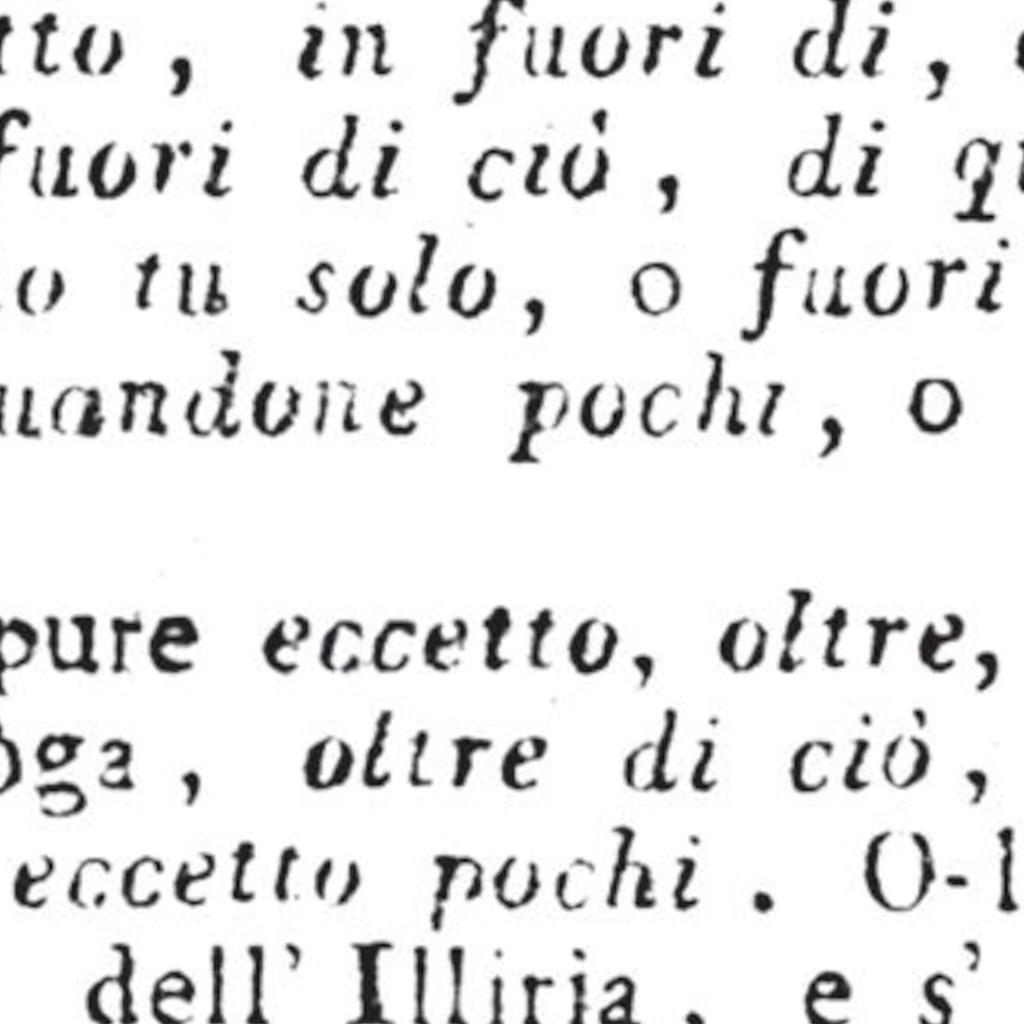 tto, in fuori di,
fuori di ciò, di
o tu solo, o fuori
uandone pochi, o
pure eccetto, oltre,
oga, oltre di ciò,
eccetto pochi. O-l
dell' Illiria, e s'